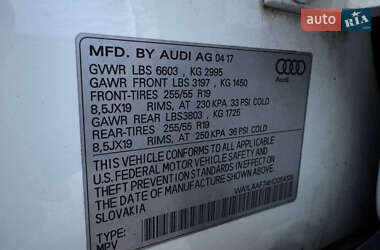 auto RIA
MFD. BY AUDI AG 04 17
GVWR LBS 6603 , KG 2995
GAWR FRONT LBS 3197 , KG 1450
FRONT-TIRES 255/55 R19
8,5JX19 RIMS, AT 230 KPA 33 PSI COLD
GAWR REAR LBS3803 , KG 1725
REAR-TIRES 255/55 R19
8,5JX19 RIMS, AT 250 KPA 36 PSI COLD
THIS VEHICLE CONFORMS TO ALL APPLICABLE
U.S. FEDERAL MOTOR VEHICLE SAFETY AND
THEFT PREVENTION STANDARDS IN EFFECT ON
THE DATE OF MANUFACTURE SHOWN ABOVE.
SLOVAKIA
TYPE:
MPV